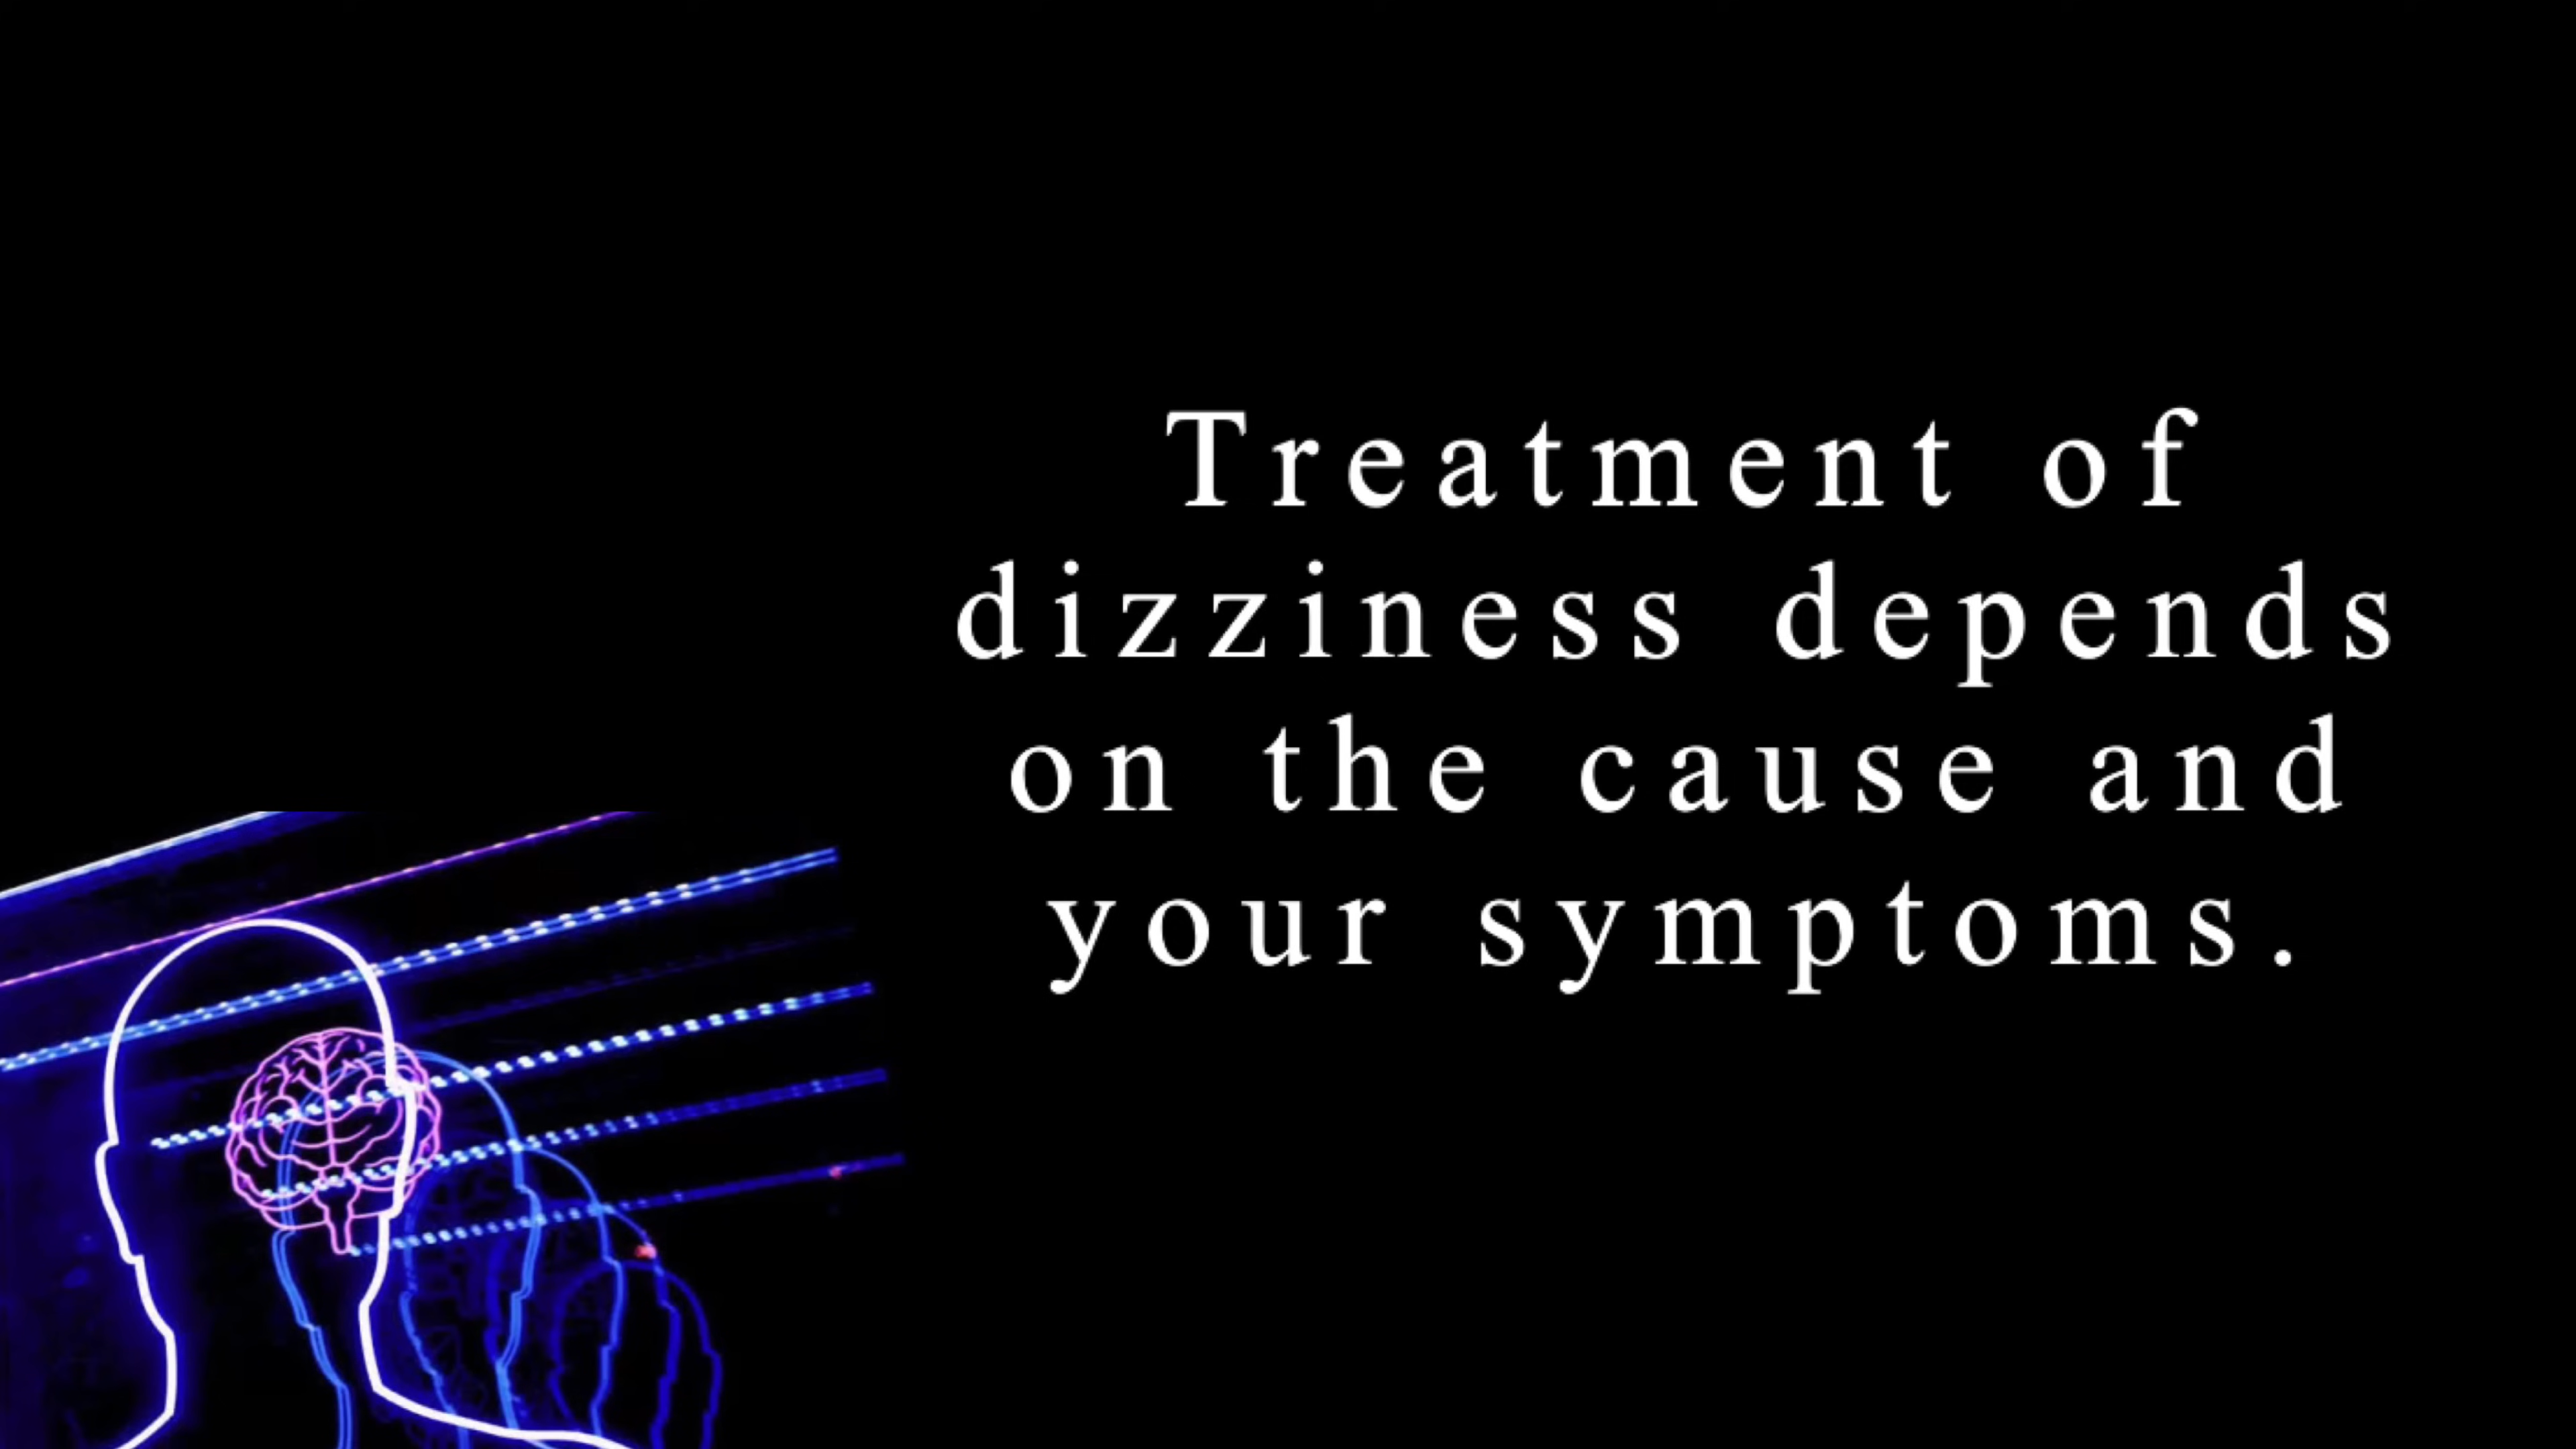 Treatment of
dizziness depends
on the cause and
your symptoms.